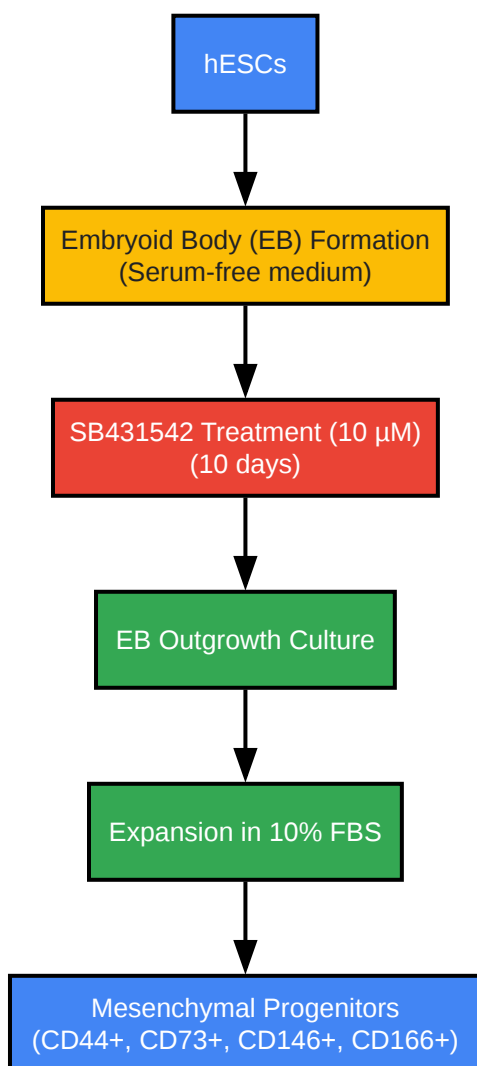 hESCs
Embryoid Body (EB) Formation
(Serum-free medium)
SB431542 Treatment (10 µM)
(10 days)
EB Outgrowth Culture
Expansion in 10% FBS
Mesenchymal Progenitors
(CD44+, CD73+, CD146+, CD166+)